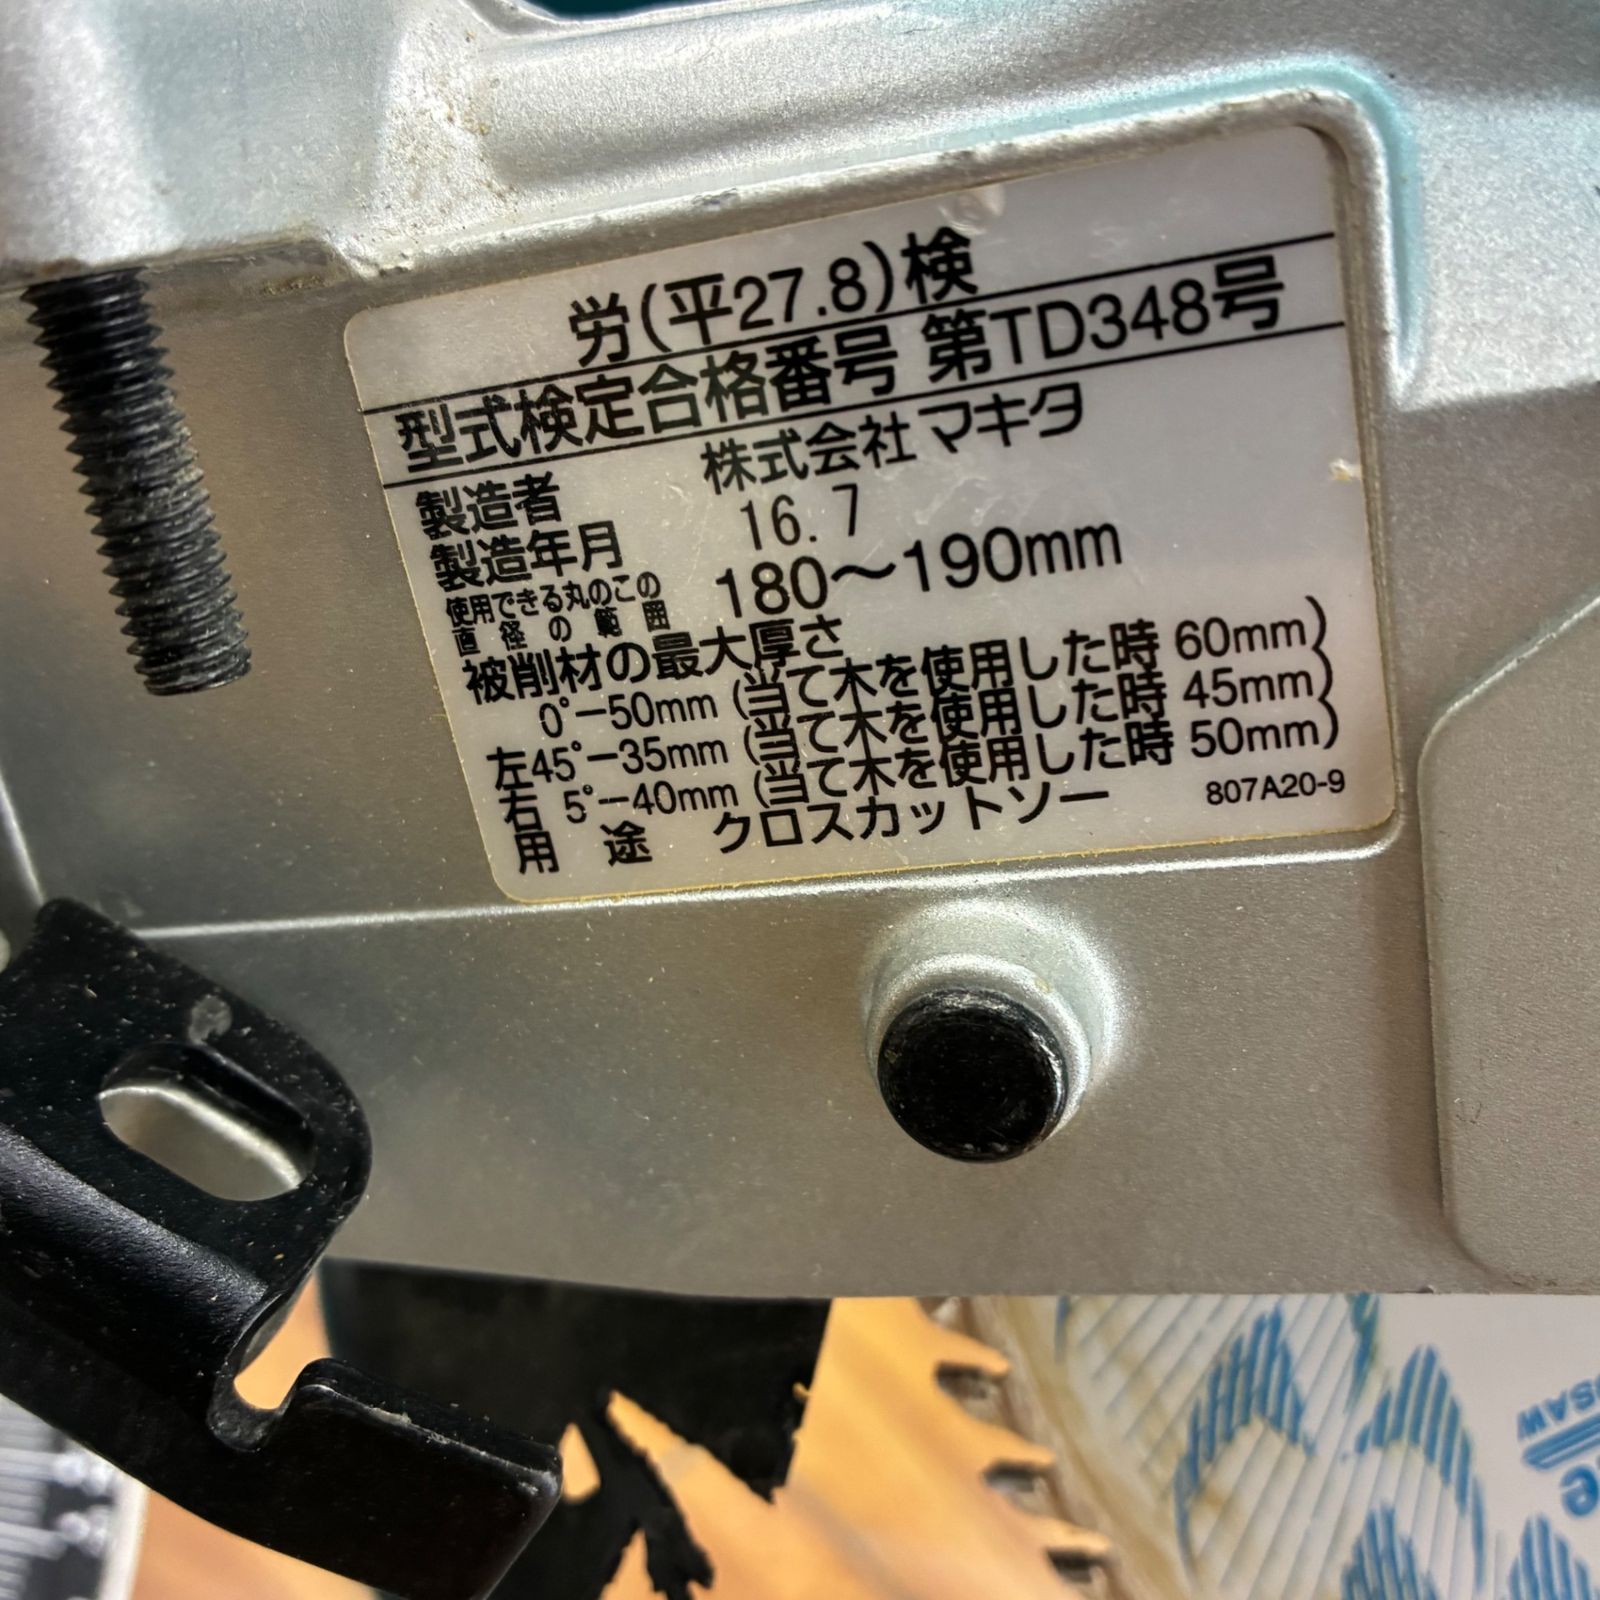 労(平27.8)検
型式検定合格番号 第TD348号
製造者 株式会社マキタ
製造年月 16.7
使用できる丸のこの直径の範囲 180～190mm
被削材の最大厚さ
0°－50mm (当て木を使用した時 60mm)
左45°－35mm (当て木を使用した時 45mm)
右 5°－40mm (当て木を使用した時 50mm)
用 途 クロスカットソー 807A20-9